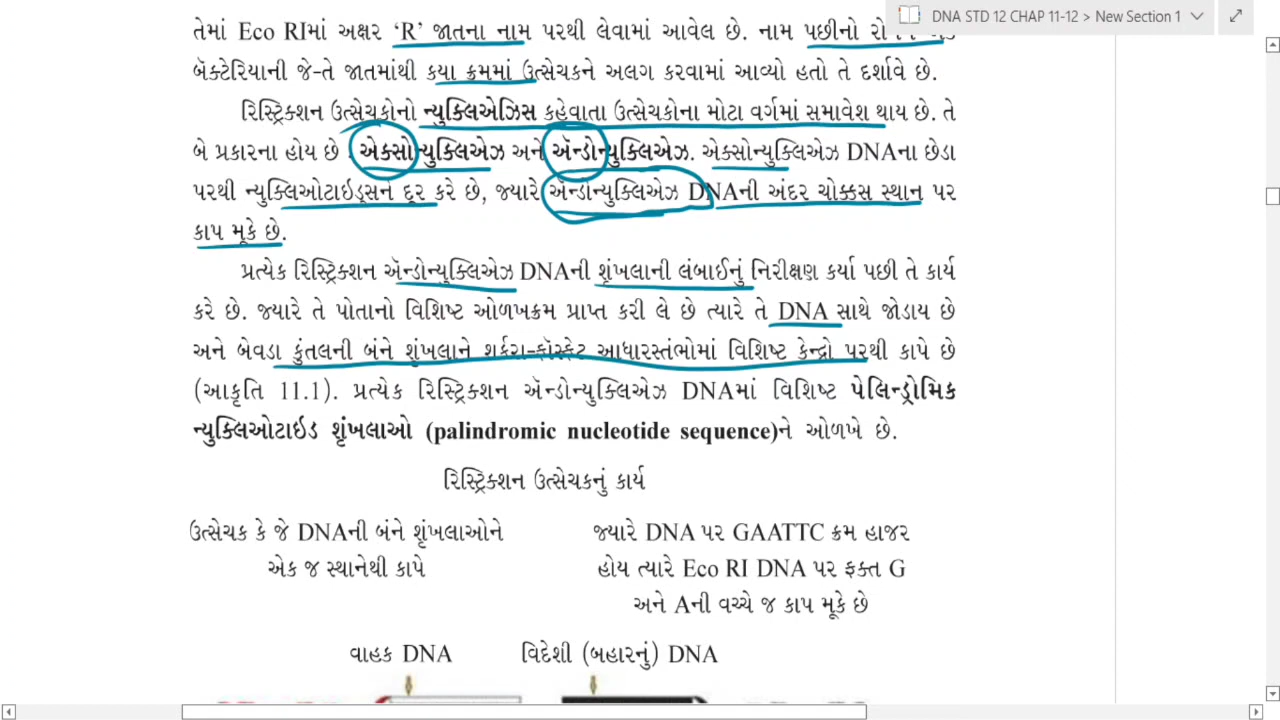 DNA STD 12 CHAP 11-12 > New Section 1
તેમાં Eco RIમાં અક્ષર ‘R’ જાતના નામ પરથી લેવામાં આવેલ છે. નામ પછીનો
બૅક્ટેરિયાની જે-તે જાતમાંથી કયા ક્રમમાં ઉત્સેચકને અલગ કરવામાં આવ્યો હતો તે દર્શાવે છે.
રિસ્ટ્રિક્શન ઉત્સેચકોનો ન્યુક્લિએઝિસ કહેવાતા ઉત્સેચકોના મોટા વર્ગમાં સમાવેશ થાય છે. તે
બે પ્રકારના હોય છે એક્સોન્યુક્લિએઝ અને ઍન્ડોન્યુક્લિએઝ. એક્સોન્યુક્લિએઝ DNAના છેડા
પરથી ન્યુક્લિઓટાઇડ્સને દૂર કરે છે, જ્યારે ઍન્ડોન્યુક્લિએઝ DNAની અંદર ચોક્કસ સ્થાન પર
કાપ મૂકે છે.
પ્રત્યેક રિસ્ટ્રિક્શન ઍન્ડોન્યુક્લિએઝ DNAની શૃંખલાની લંબાઈનું નિરીક્ષણ કર્યા પછી તે કાર્ય
કરે છે. જ્યારે તે પોતાનો વિશિષ્ટ ઓળખક્રમ પ્રાપ્ત કરી લે છે ત્યારે તે DNA સાથે જોડાય છે
અને બેવડા કુંતલની બંને શૃંખલાને શર્કરા-ફૉસ્ફેટ આધારસ્તંભોમાં વિશિષ્ટ કેન્દ્રો પરથી કાપે છે
(આકૃતિ 11.1). પ્રત્યેક રિસ્ટ્રિક્શન ઍન્ડોન્યુક્લિએઝ DNAમાં વિશિષ્ટ પેલિન્ડ્રોમિક
ન્યુક્લિઓટાઇડ શૃંખલાઓ (palindromic nucleotide sequence)ને ઓળખે છે.
રિસ્ટ્રિક્શન ઉત્સેચકનું કાર્ય
ઉત્સેચક કે જે DNAની બંને શૃંખલાઓને
એક જ સ્થાનેથી કાપે
જ્યારે DNA પર GAATTC ક્રમ હાજર
હોય ત્યારે Eco RI DNA પર ફક્ત G
અને Aની વચ્ચે જ કાપ મૂકે છે
વાહક DNA
વિદેશી (બહારનું) DNA